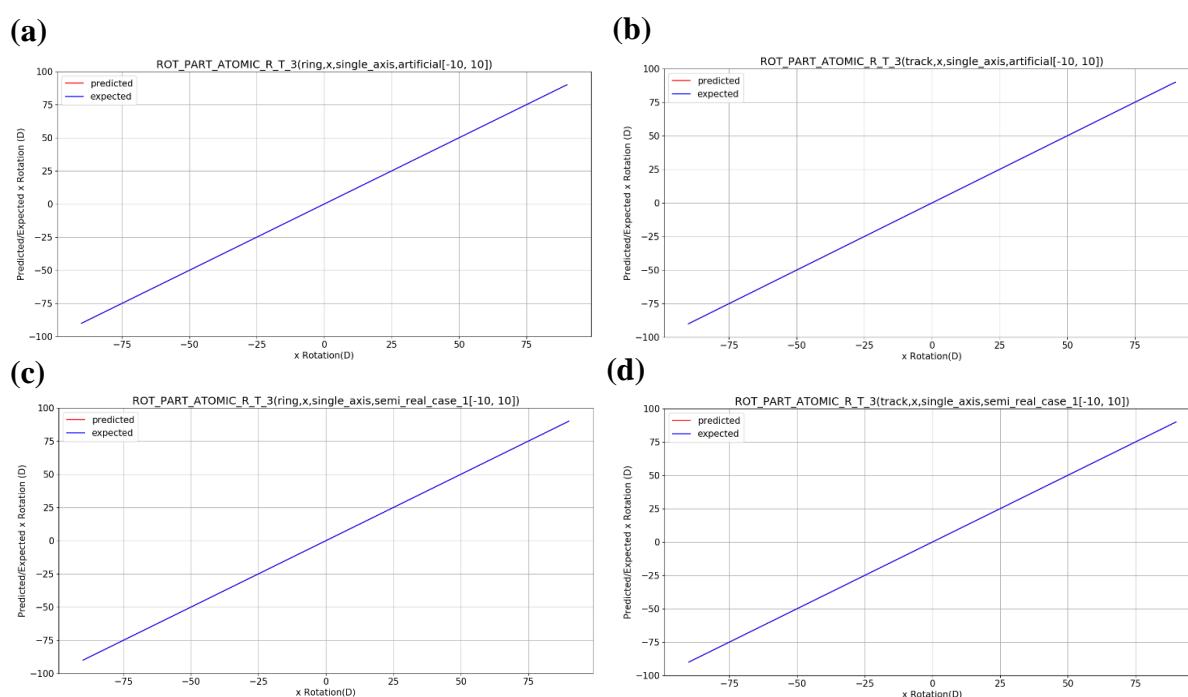 (a)
ROT_PART_ATOMIC_R_T_3(ring,x,single_axis,artificial[-10, 10])
predicted
expected
Predicted/Expected x Rotation (D)
100
75
50
25
0
−25
−50
−75
−100
−75 −50 −25 0 25 50 75
x Rotation(D)
(b)
ROT_PART_ATOMIC_R_T_3(track,x,single_axis,artificial[-10, 10])
predicted
expected
Predicted/Expected x Rotation (D)
100
75
50
25
0
−25
−50
−75
−100
−75 −50 −25 0 25 50 75
x Rotation(D)
(c)
ROT_PART_ATOMIC_R_T_3(ring,x,single_axis,semi_real_case_1[-10, 10])
predicted
expected
Predicted/Expected x Rotation (D)
100
75
50
25
0
−25
−50
−75
−100
−75 −50 −25 0 25 50 75
x Rotation(D)
(d)
ROT_PART_ATOMIC_R_T_3(track,x,single_axis,semi_real_case_1[-10, 10])
predicted
expected
Predicted/Expected x Rotation (D)
100
75
50
25
0
−25
−50
−75
−100
−75 −50 −25 0 25 50 75
x Rotation(D)